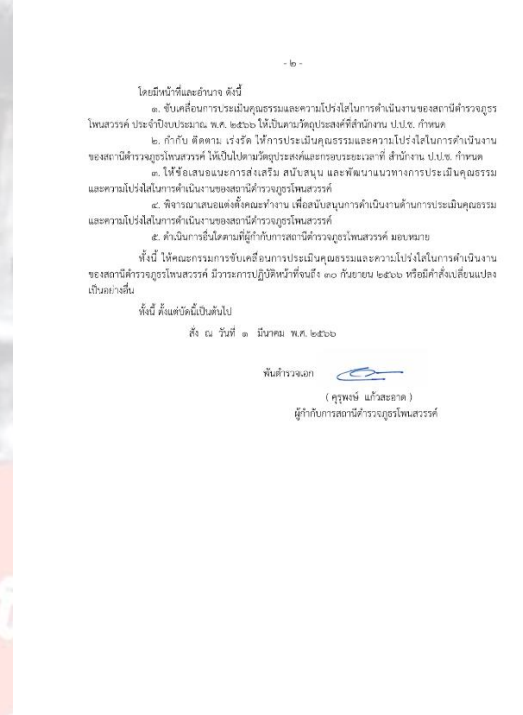 - ๒ -
โดยมีหน้าที่และอำนาจ ดังนี้
๑. ขับเคลื่อนการประเมินคุณธรรมและความโปร่งใสในการดำเนินงานของสถานีตำรวจภูธร
โพนสวรรค์ ประจำปีงบประมาณ พ.ศ. ๒๕๖๖ ให้เป็นตามวัตถุประสงค์ที่สำนักงาน ป.ป.ช. กำหนด
๒. กำกับ ติดตาม เร่งรัด ให้การประเมินคุณธรรมและความโปร่งใสในการดำเนินงาน
ของสถานีตำรวจภูธรโพนสวรรค์ ให้เป็นไปตามวัตถุประสงค์และกรอบระยะเวลาที่ สำนักงาน ป.ป.ช. กำหนด
๓. ให้ข้อเสนอแนะการส่งเสริม สนับสนุน และพัฒนาแนวทางการประเมินคุณธรรม
และความโปร่งใสในการดำเนินงานของสถานีตำรวจภูธรโพนสวรรค์
๔. พิจารณาเสนอแต่งตั้งคณะทำงาน เพื่อสนับสนุนการดำเนินงานด้านการประเมินคุณธรรม
และความโปร่งใสในการดำเนินงานของสถานีตำรวจภูธรโพนสวรรค์
๕. ดำเนินการอื่นใดตามที่ผู้กำกับการสถานีตำรวจภูธรโพนสวรรค์ มอบหมาย
ทั้งนี้ ให้คณะกรรมการขับเคลื่อนการประเมินคุณธรรมและความโปร่งใสในการดำเนินงาน
ของสถานีตำรวจภูธรโพนสวรรค์ มีวาระการปฏิบัติหน้าที่จนถึง ๓๐ กันยายน ๒๕๖๖ หรือมีคำสั่งเปลี่ยนแปลง
เป็นอย่างอื่น
ทั้งนี้ ตั้งแต่บัดนี้เป็นต้นไป
สั่ง ณ วันที่ ๑ มีนาคม พ.ศ. ๒๕๖๖
พันตำรวจเอก
( คุรุพงษ์ แก้วสะอาด )
ผู้กำกับการสถานีตำรวจภูธรโพนสวรรค์